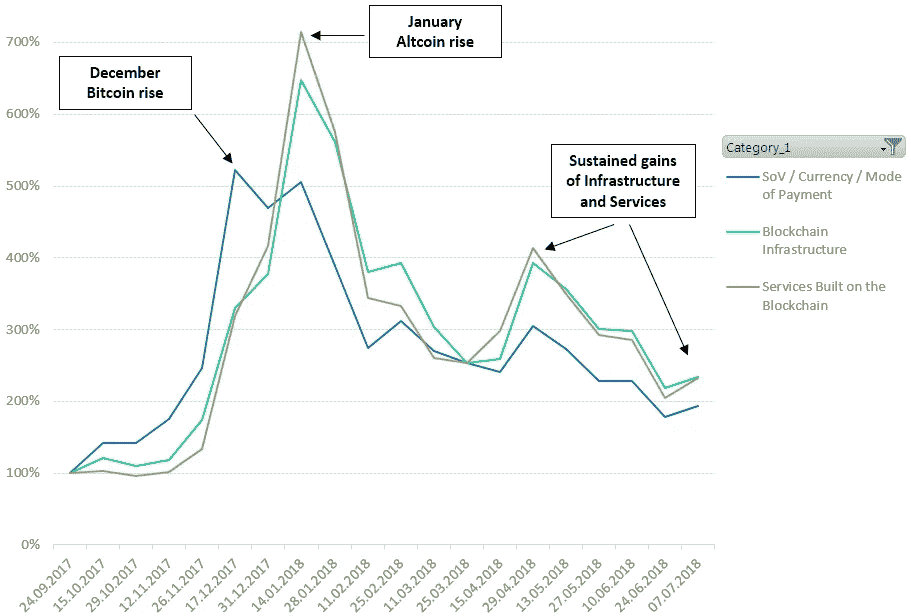 January
Altcoin rise
700%
December
Bitcoin rise
600%
Category_1
Sustained gains
of Infrastructure
and Services
SoV / Currency / Mode
of Payment
500%
Blockchain
Infrastructure
400%
Services Built on the
Blockchain
300%
200%
100%
0%
24.09.2017
15.10.2017
29.10.2017
12.11.2017
26.11.2017
17.12.2017
31.12.2017
14.01.2018
28.01.2018
11.02.2018
25.02.2018
11.03.2018
25.03.2018
15.04.2018
29.04.2018
13.05.2018
27.05.2018
10.06.2018
24.06.2018
07.07.2018